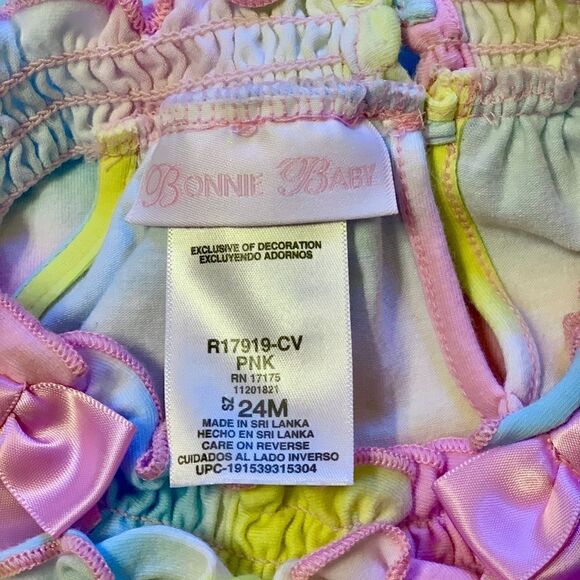 BONNIE BABY
EXCLUSIVE OF DECORATION
EXCLUYENDO ADORNOS
R17919-CV
PNK
RN 17175
11201821
SZ 24M
MADE IN SRI LANKA
HECHO EN SRI LANKA
CARE ON REVERSE
CUIDADOS AL LADO INVERSO
UPC-191539315304